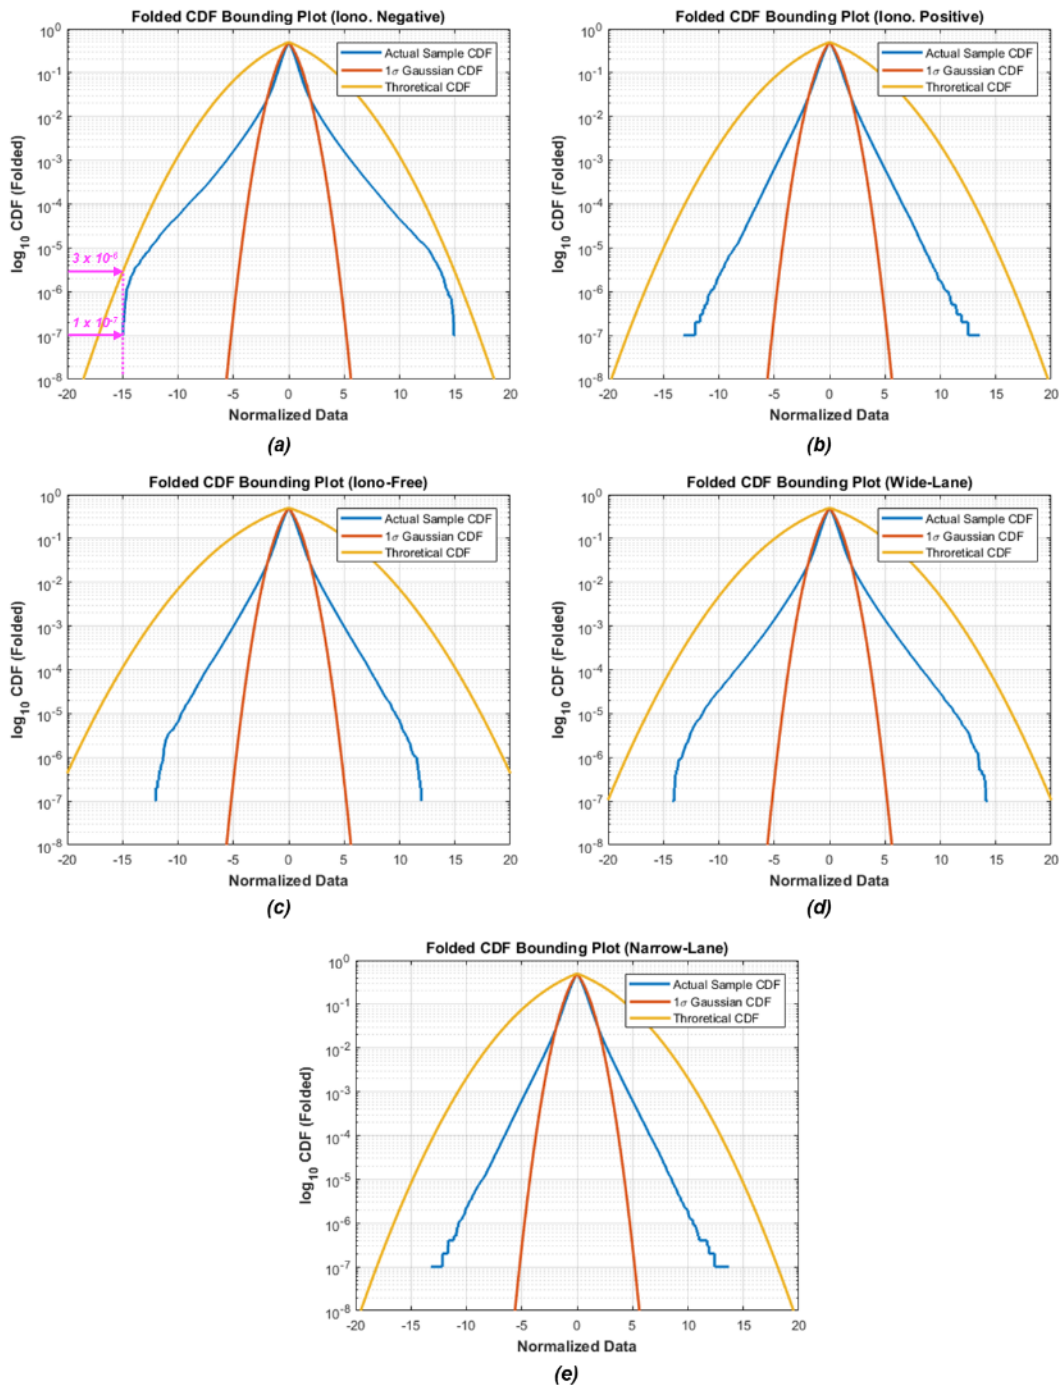 Folded CDF Bounding Plot (Iono. Negative)
Actual Sample CDF
1σ Gaussian CDF
Throretical CDF
10^0
10^-1
10^-2
10^-3
10^-4
10^-5
10^-6
10^-7
10^-8
log10 CDF (Folded)
3 x 10^-6
1 x 10^-7
-20 -15 -10 -5 0 5 10 15 20
Normalized Data
(a)
Folded CDF Bounding Plot (Iono. Positive)
Actual Sample CDF
1σ Gaussian CDF
Throretical CDF
10^0
10^-1
10^-2
10^-3
10^-4
10^-5
10^-6
10^-7
10^-8
log10 CDF (Folded)
-20 -15 -10 -5 0 5 10 15 20
Normalized Data
(b)
Folded CDF Bounding Plot (Iono-Free)
Actual Sample CDF
1σ Gaussian CDF
Throretical CDF
10^0
10^-1
10^-2
10^-3
10^-4
10^-5
10^-6
10^-7
10^-8
log10 CDF (Folded)
-20 -15 -10 -5 0 5 10 15 20
Normalized Data
(c)
Folded CDF Bounding Plot (Wide-Lane)
Actual Sample CDF
1σ Gaussian CDF
Throretical CDF
10^0
10^-1
10^-2
10^-3
10^-4
10^-5
10^-6
10^-7
10^-8
log10 CDF (Folded)
-20 -15 -10 -5 0 5 10 15 20
Normalized Data
(d)
Folded CDF Bounding Plot (Narrow-Lane)
Actual Sample CDF
1σ Gaussian CDF
Throretical CDF
10^0
10^-1
10^-2
10^-3
10^-4
10^-5
10^-6
10^-7
10^-8
log10 CDF (Folded)
-20 -15 -10 -5 0 5 10 15 20
Normalized Data
(e)